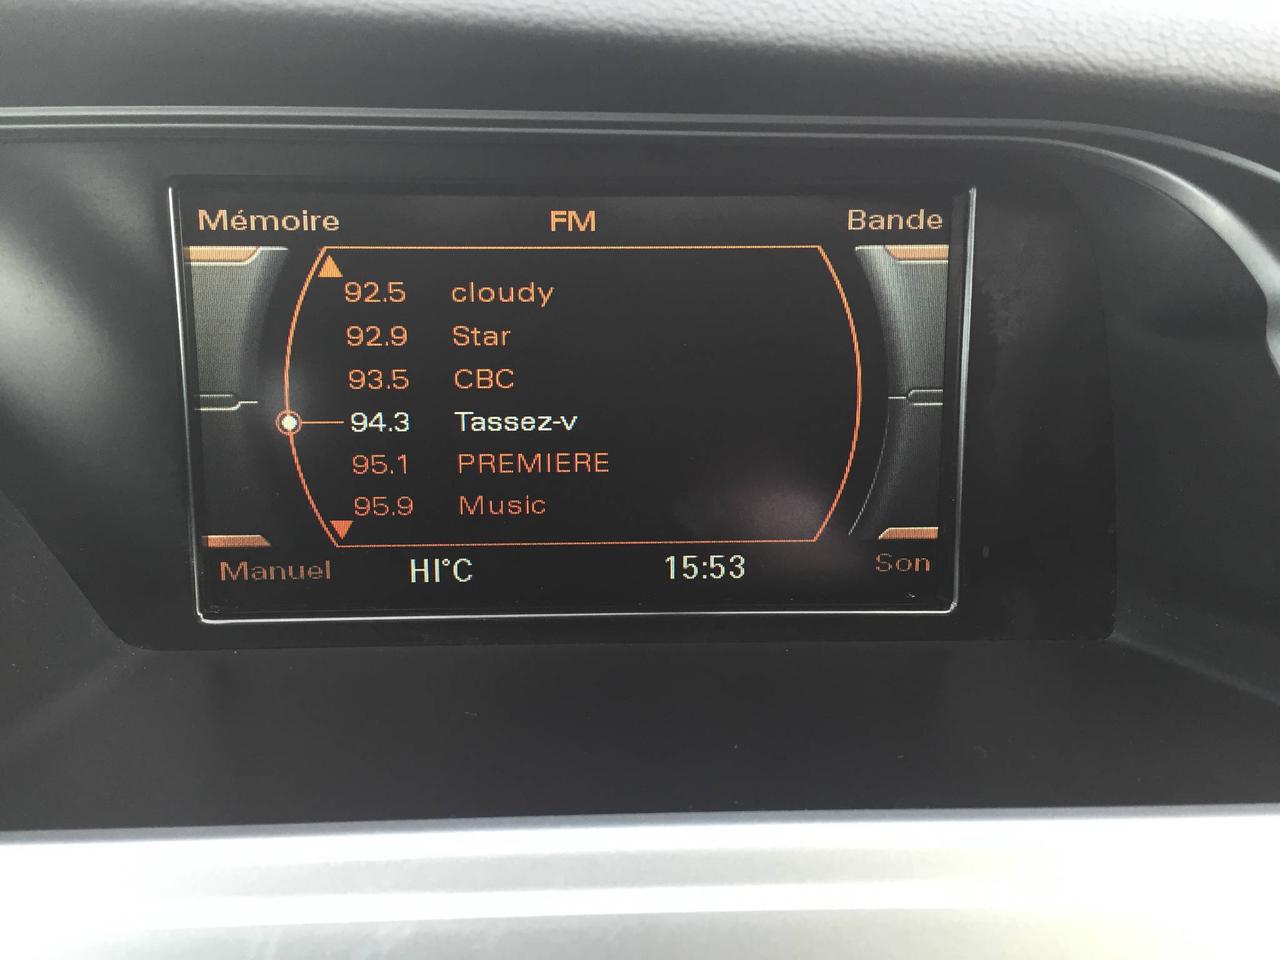 Mémoire FM Bande
92.5 cloudy
92.9 Star
93.5 CBC
94.3 Tassez-v
95.1 PREMIERE
95.9 Music
Manuel HI°C 15:53 Son